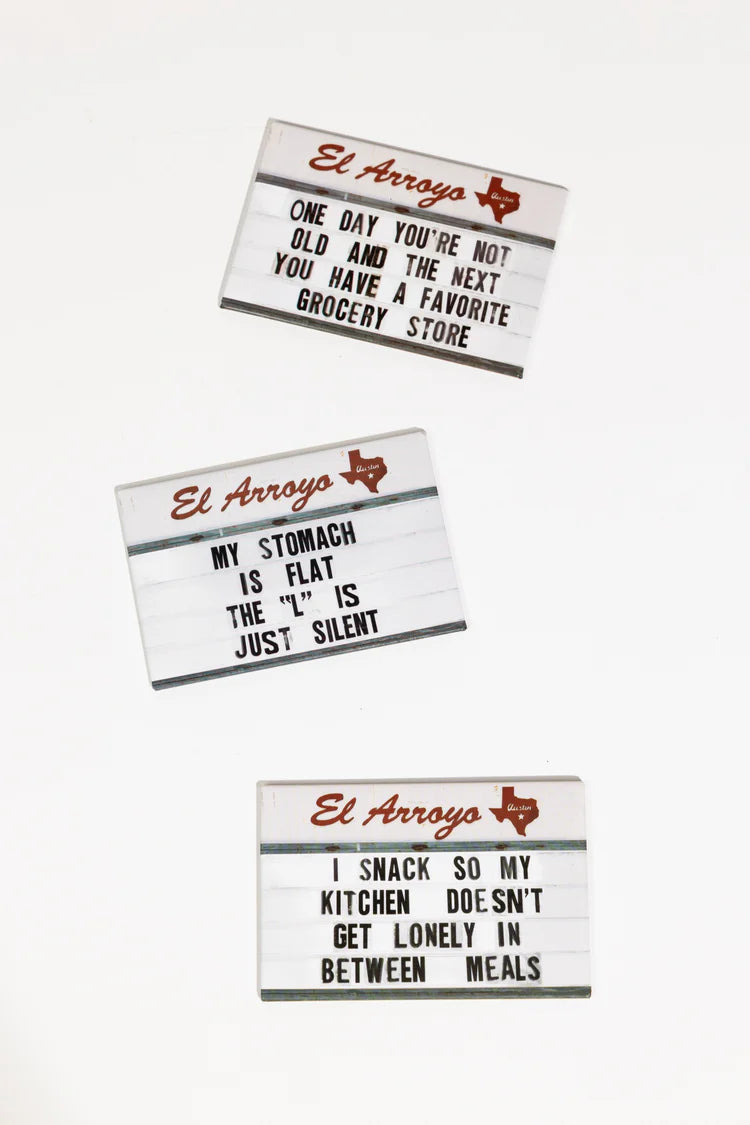 El Arroyo Austin
ONE DAY YOU'RE NOT
OLD AND THE NEXT
YOU HAVE A FAVORITE
GROCERY STORE
El Arroyo Austin
MY STOMACH
IS FLAT
THE "L" IS
JUST SILENT
El Arroyo Austin
I SNACK SO MY
KITCHEN DOESN'T
GET LONELY IN
BETWEEN MEALS